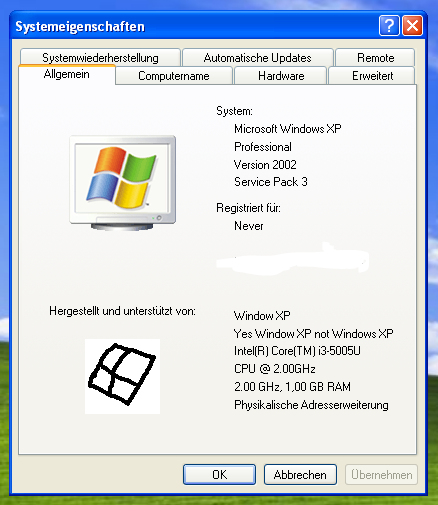 Systemeigenschaften
Systemwiederherstellung Automatische Updates Remote
Allgemein Computername Hardware Erweitert
System:
Microsoft Windows XP
Professional
Version 2002
Service Pack 3
Registriert für:
Never
Hergestellt und unterstützt von:
Window XP
Yes Window XP not Windows XP
Intel(R) Core(TM) i3-5005U
CPU @ 2.00GHz
2.00 GHz, 1,00 GB RAM
Physikalische Adresserweiterung
OK Abbrechen Übernehmen